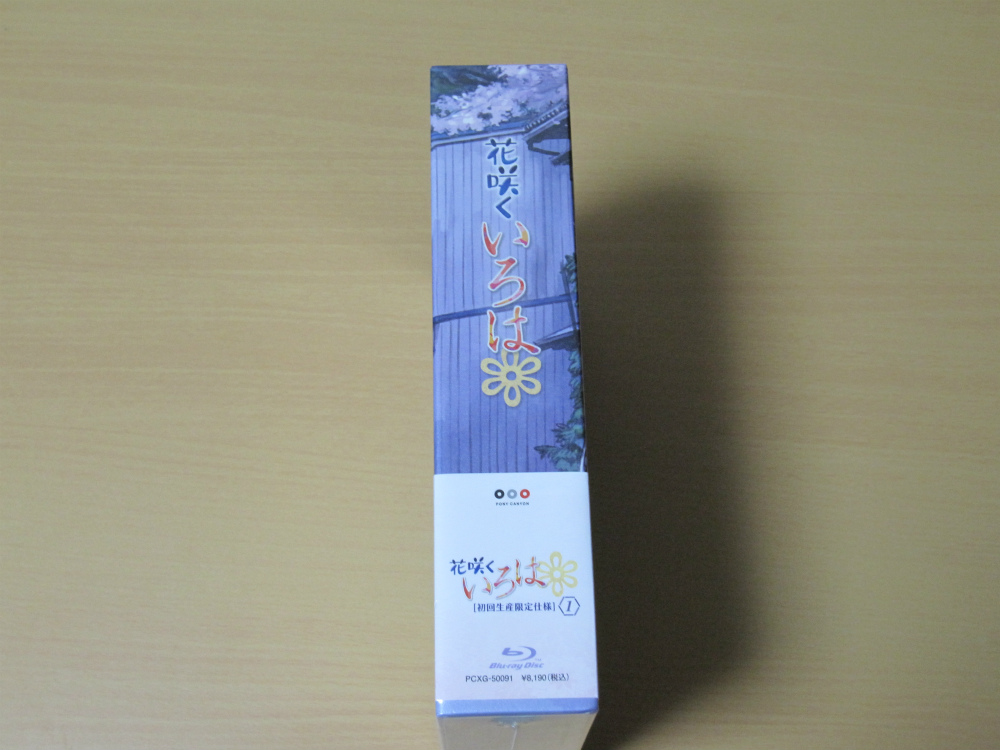 花咲くいろは
PONY CANYON
花咲く
いろは
[初回生産限定仕様] 1
Blu-ray Disc
PCXG-50091 ¥8,190(税込)